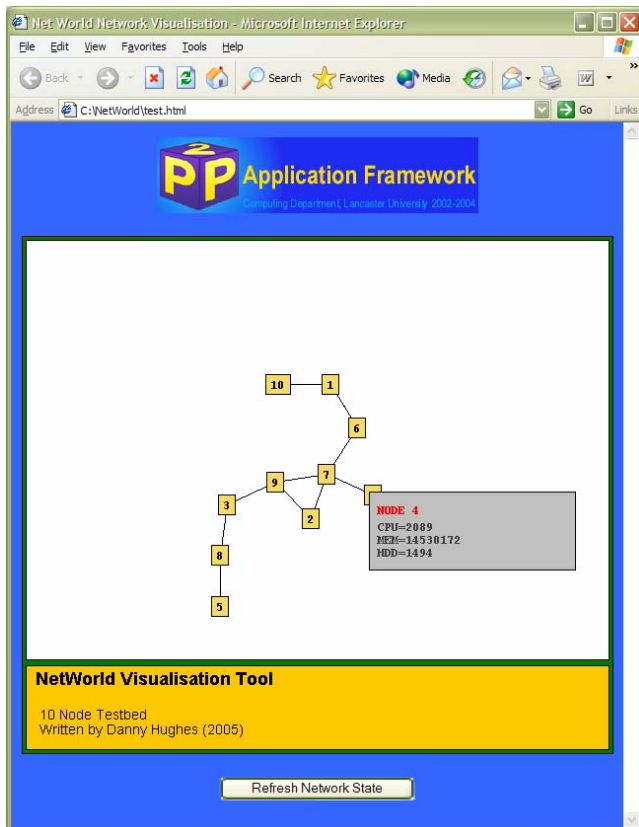 Net World Network Visualisation - Microsoft Internet Explorer
File Edit View Favorites Tools Help
Back Search Favorites Media
Address C:\NetWorld\test.html Go Links
P2P
Application Framework
Computing Department, Lancaster University 2002-2004
10 1
6
9 7
3
2
NODE 4
CPU=2089
MEM=14530172
HDD=1494
8
5
NetWorld Visualisation Tool
10 Node Testbed
Written by Danny Hughes (2005)
Refresh Network State